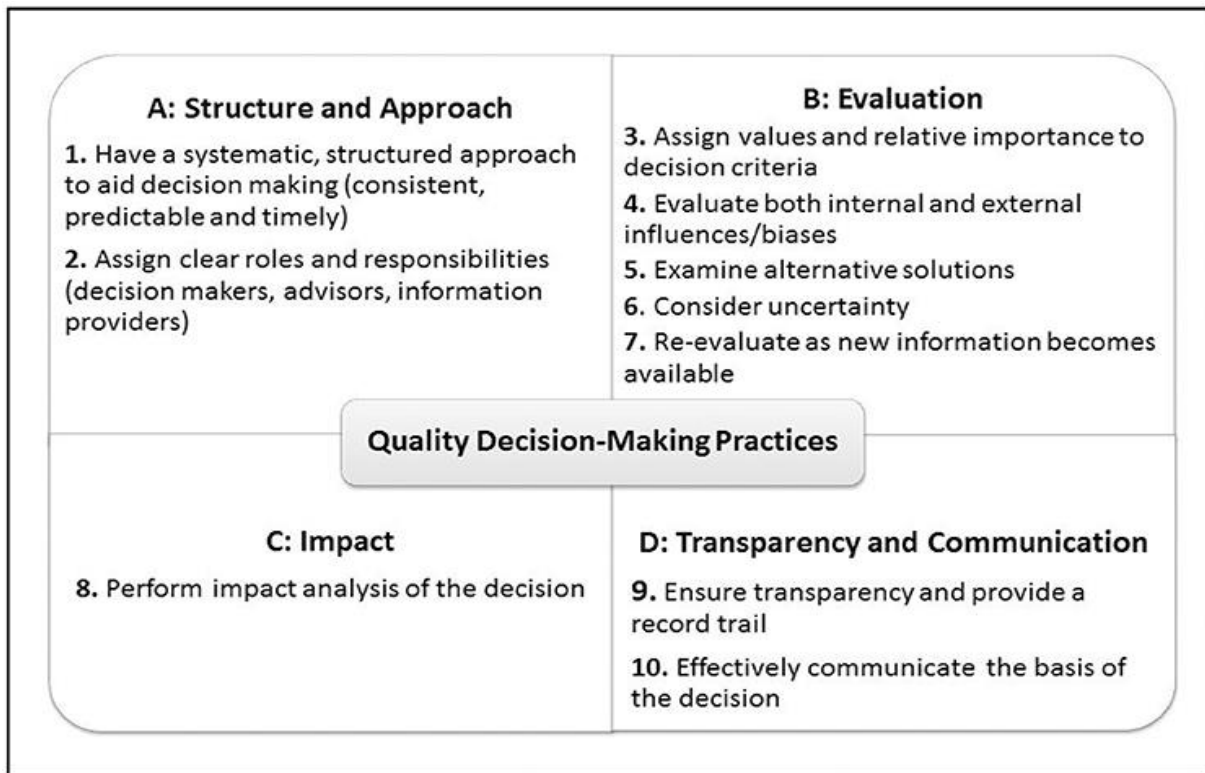 A: Structure and Approach
1. Have a systematic, structured approach
to aid decision making (consistent,
predictable and timely)
2. Assign clear roles and responsibilities
(decision makers, advisors, information
providers)
B: Evaluation
3. Assign values and relative importance to
decision criteria
4. Evaluate both internal and external
influences/biases
5. Examine alternative solutions
6. Consider uncertainty
7. Re-evaluate as new information becomes
available
Quality Decision-Making Practices
C: Impact
8. Perform impact analysis of the decision
D: Transparency and Communication
9. Ensure transparency and provide a
record trail
10. Effectively communicate the basis of
the decision